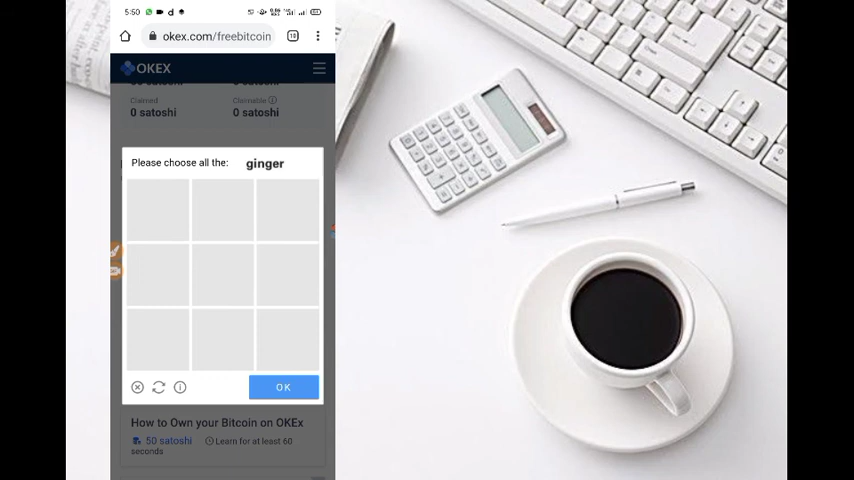 5:50
okex.com/freebitcoin
OKEX
Claimed
Claimable
0 satoshi
0 satoshi
Please choose all the: ginger
OK
How to Own your Bitcoin on OKEx
50 satoshi
Learn for at least 60
seconds